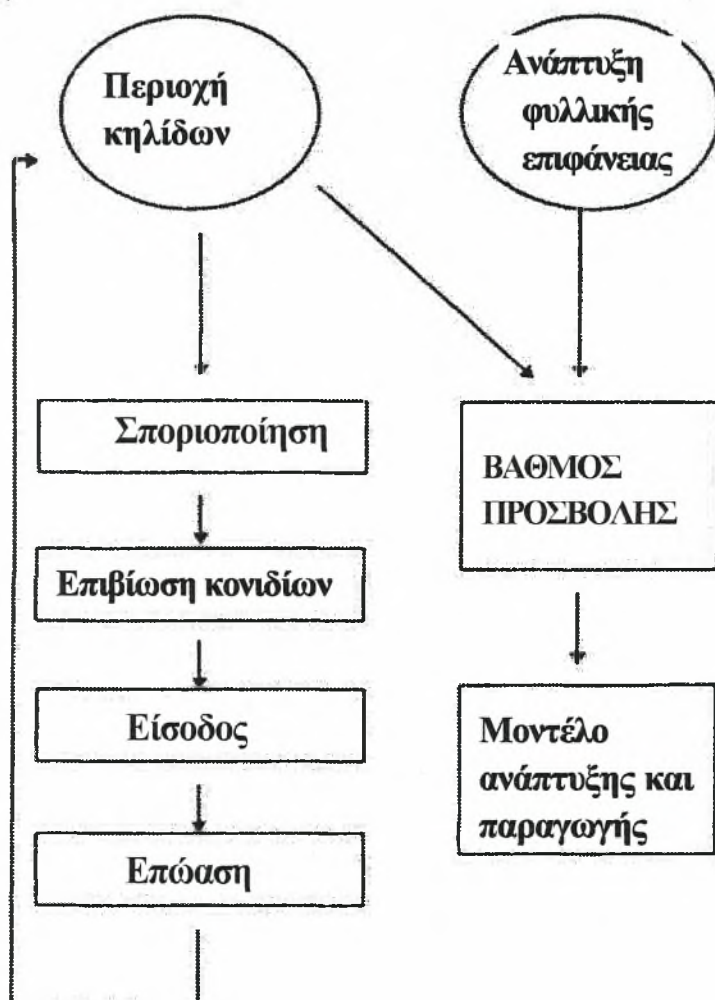 Περιοχή
κηλίδων
Ανάπτυξη
φυλλικής
επιφάνειας
Σποριοποίηση
Επιβίωση κονιδίων
Είσοδος
Επώαση
ΒΑΘΜΟΣ
ΠΡΟΣΒΟΛΗΣ
Μοντέλο
ανάπτυξης και
παραγωγής